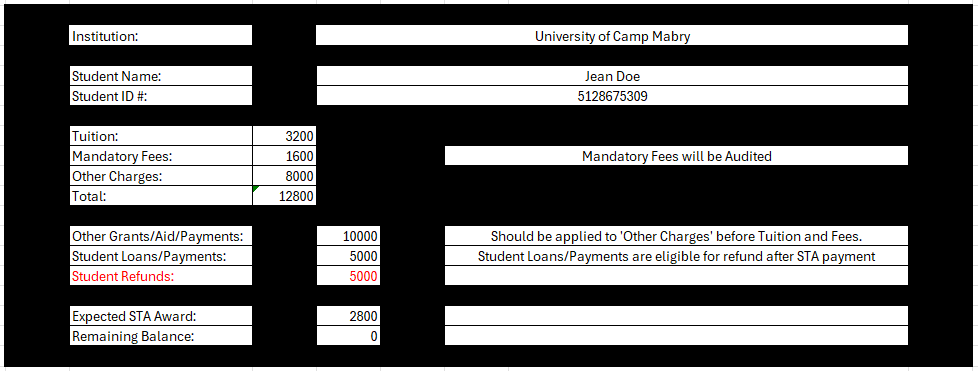 Institution: University of Camp Mabry
Student Name: Jean Doe
Student ID #: 5128675309
Tuition: 3200
Mandatory Fees: 1600 Mandatory Fees will be Audited
Other Charges: 8000
Total: 12800
Other Grants/Aid/Payments: 10000 Should be applied to 'Other Charges' before Tuition and Fees.
Student Loans/Payments: 5000 Student Loans/Payments are eligible for refund after STA payment
Student Refunds: 5000
Expected STA Award: 2800
Remaining Balance: 0